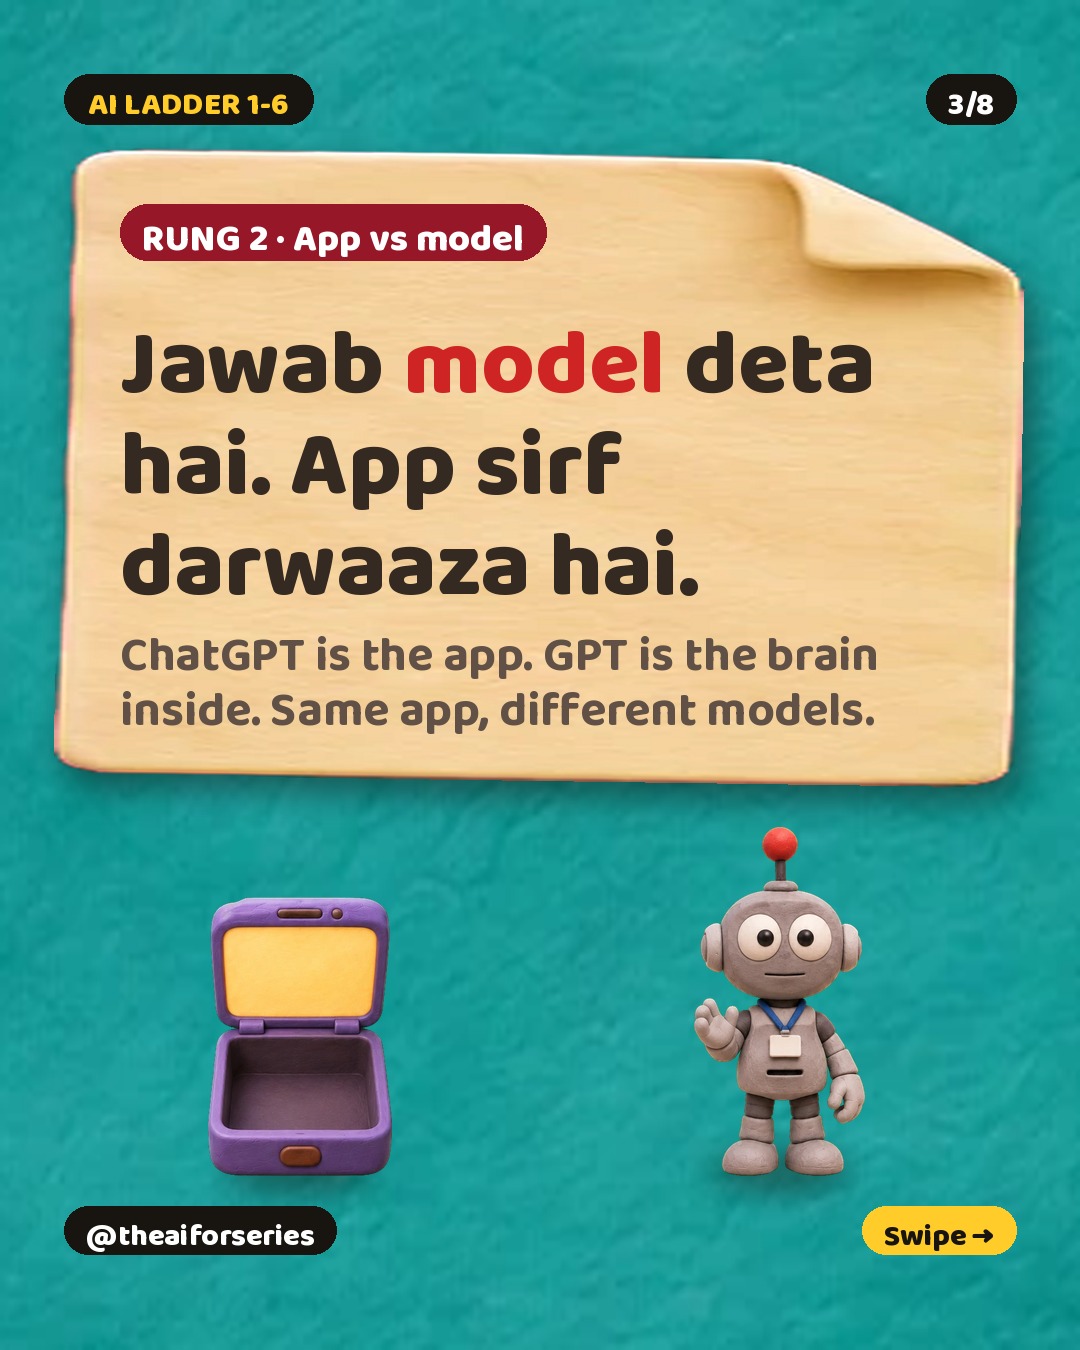 AI LADDER 1-6
3/8
RUNG 2 · App vs model
Jawab model deta
hai. App sirf
darwaaza hai.
ChatGPT is the app. GPT is the brain
inside. Same app, different models.
@theaiforseries
Swipe →